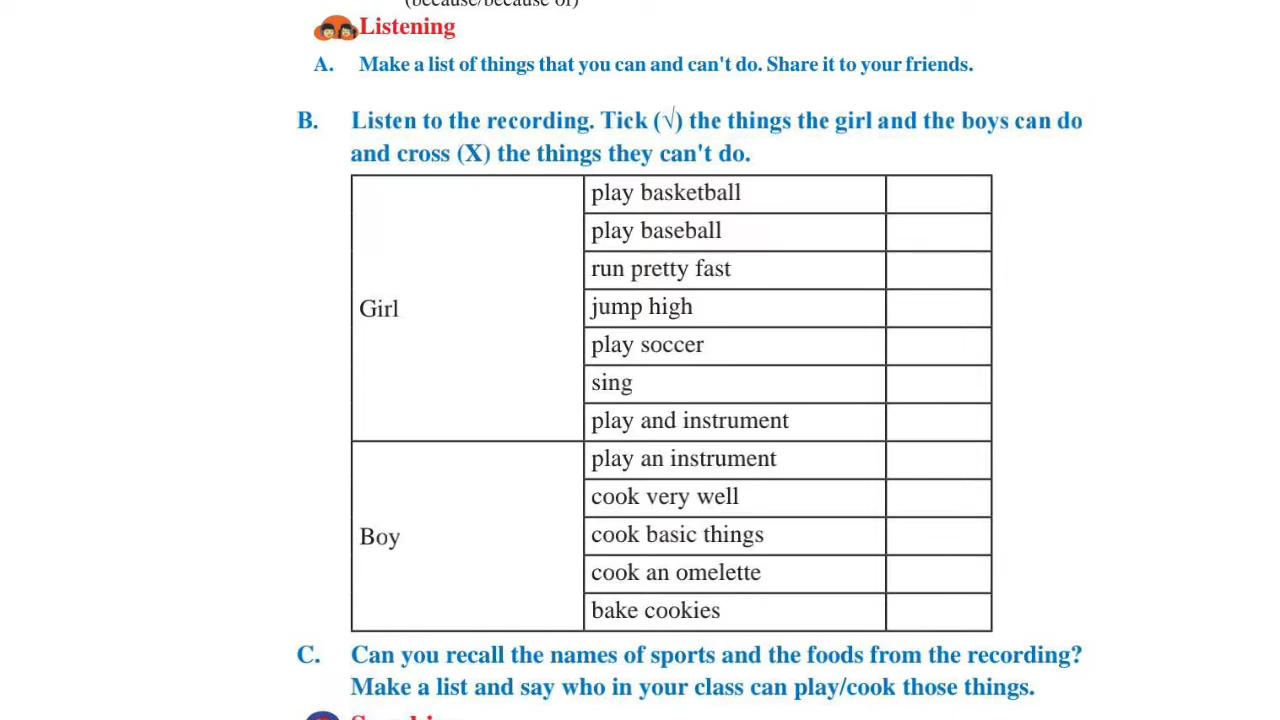 (because/because of)
Listening
A. Make a list of things that you can and can't do. Share it to your friends.
B. Listen to the recording. Tick (√) the things the girl and the boys can do
and cross (X) the things they can't do.
Girl
play basketball
play baseball
run pretty fast
jump high
play soccer
sing
play and instrument
Boy
play an instrument
cook very well
cook basic things
cook an omelette
bake cookies
C. Can you recall the names of sports and the foods from the recording?
Make a list and say who in your class can play/cook those things.